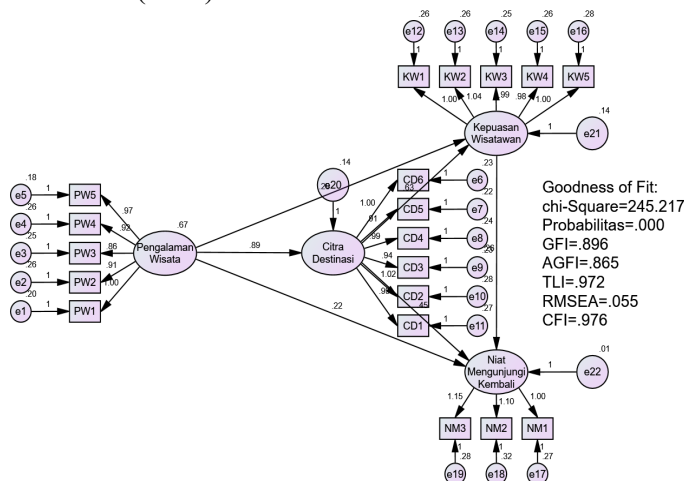 .26 .26 .25 .26 .28
e12 e13 e14 e15 e16
1 1 1 1 1
KW1 KW2 KW3 KW4 KW5
1.00 1.04 .99 .98 1.00
.14
Kepuasan
Wisatawan
1
e21
.18
e5 1 PW5
.26
e4 1 PW4
.25
e3 1 PW3
.26
e2 1 PW2
.20
e1 1 PW1
.97
.92
.86
.91
1.00
.67
Pengalaman
Wisata
.89
.22
.14
e20
1
Citra
Destinasi
.63
.45
1.00
.91
.99
.94
1.02
CD6 1 e6
.23
CD5 1 e7
.22
CD4 1 e8
.24
CD3 1 e9
CD2 1 e10
.28
CD1 1 e11
.27
Goodness of Fit:
chi-Square=245.217
Probabilitas=.000
GFI=.896
AGFI=.865
TLI=.972
RMSEA=.055
CFI=.976
Niat
Mengunjungi
Kembali
1
e22
.01
1.15 1.10 1.00
NM3 NM2 NM1
1 1 1
.28 .32 .27
e19 e18 e17